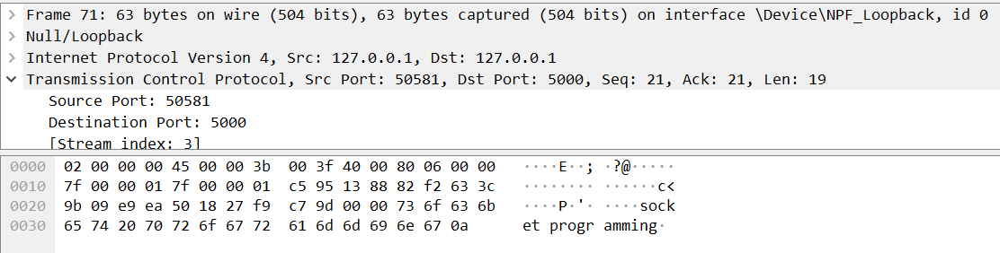 > Frame 71: 63 bytes on wire (504 bits), 63 bytes captured (504 bits) on interface \Device\NPF_Loopback, id 0
> Null/Loopback
> Internet Protocol Version 4, Src: 127.0.0.1, Dst: 127.0.0.1
Transmission Control Protocol, Src Port: 50581, Dst Port: 5000, Seq: 21, Ack: 21, Len: 19
Source Port: 50581
Destination Port: 5000
[Stream index: 3]
0000 02 00 00 00 45 00 00 3b 00 3f 40 00 80 06 00 00 ····E··; ·?@·····
0010 7f 00 00 01 7f 00 00 01 c5 95 13 88 82 f2 63 3c ········ ······c<
0020 9b 09 e9 ea 50 18 27 f9 c7 9d 00 00 73 6f 63 6b ····P·'· ····sock
0030 65 74 20 70 72 6f 67 72 61 6d 6d 69 6e 67 0a et progr amming·